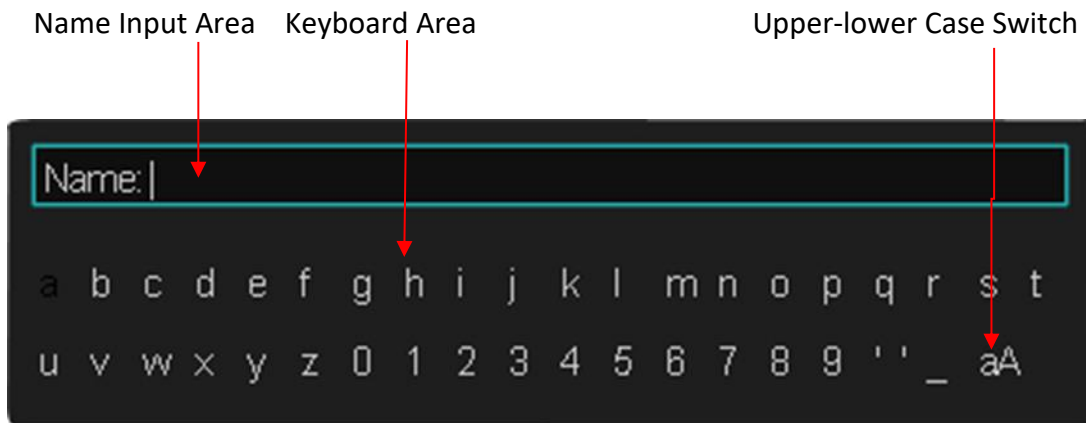 Name Input Area Keyboard Area Upper-lower Case Switch
Name:
a b c d e f g h i j k l m n o p q r s t
u v w x y z 0 1 2 3 4 5 6 7 8 9 ' ' _ aA